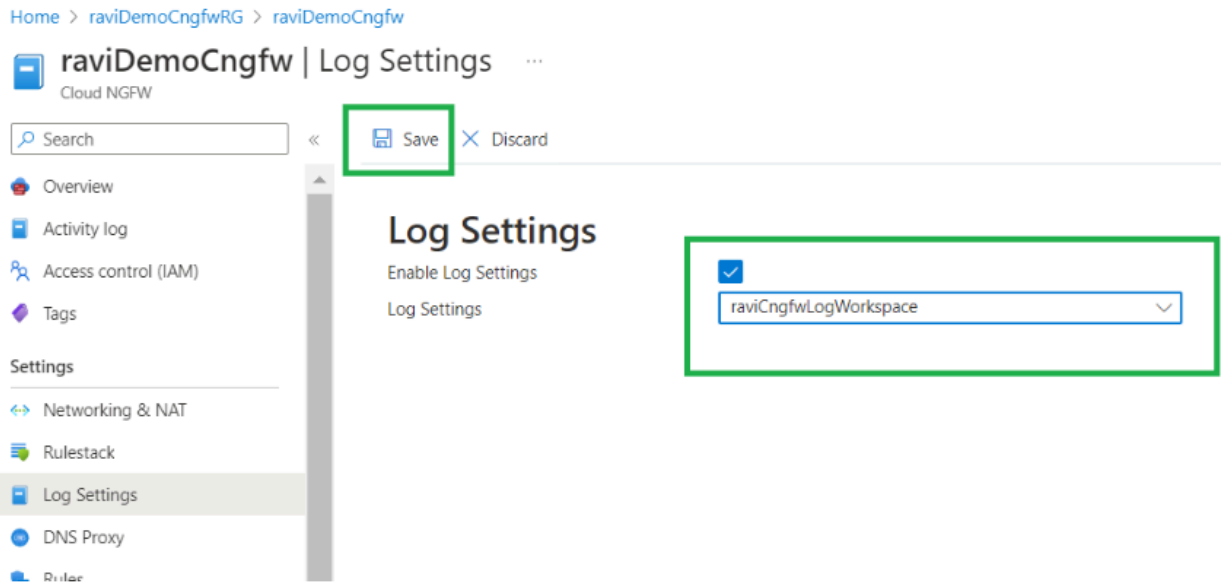 Home > raviDemoCngfwRG > raviDemoCngfw
raviDemoCngfw | Log Settings ...
Cloud NGFW
Search «
Save Discard
Overview
Activity log
Access control (IAM)
Tags
Settings
Networking & NAT
Rulestack
Log Settings
DNS Proxy
Rules
Log Settings
Enable Log Settings
Log Settings raviCngfwLogWorkspace